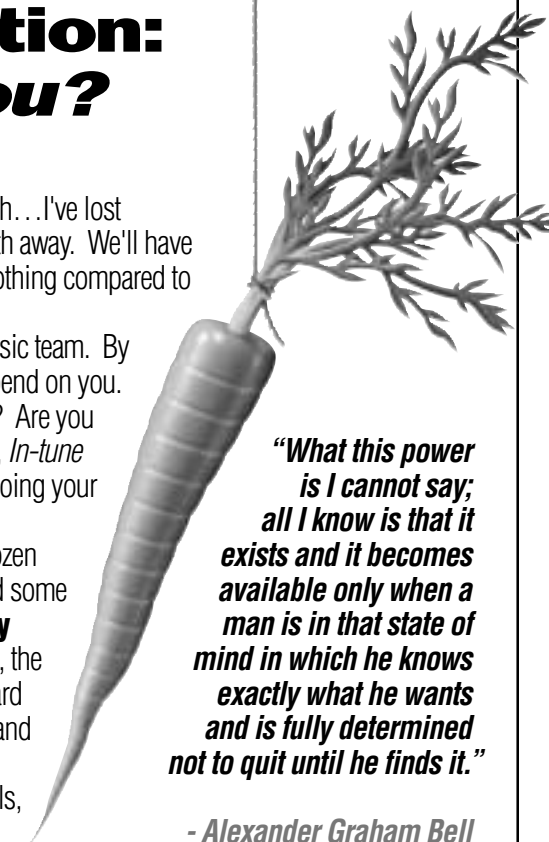 tion:
ou?
h...I've lost
th away. We'll have
othing compared to
sic team. By
end on you.
? Are you
In-tune
oing your
ozen
d some
y
, the
ard
and
ls,
“What this power
is I cannot say;
all I know is that it
exists and it becomes
available only when a
man is in that state of
mind in which he knows
exactly what he wants
and is fully determined
not to quit until he finds it.”
- Alexander Graham Bell